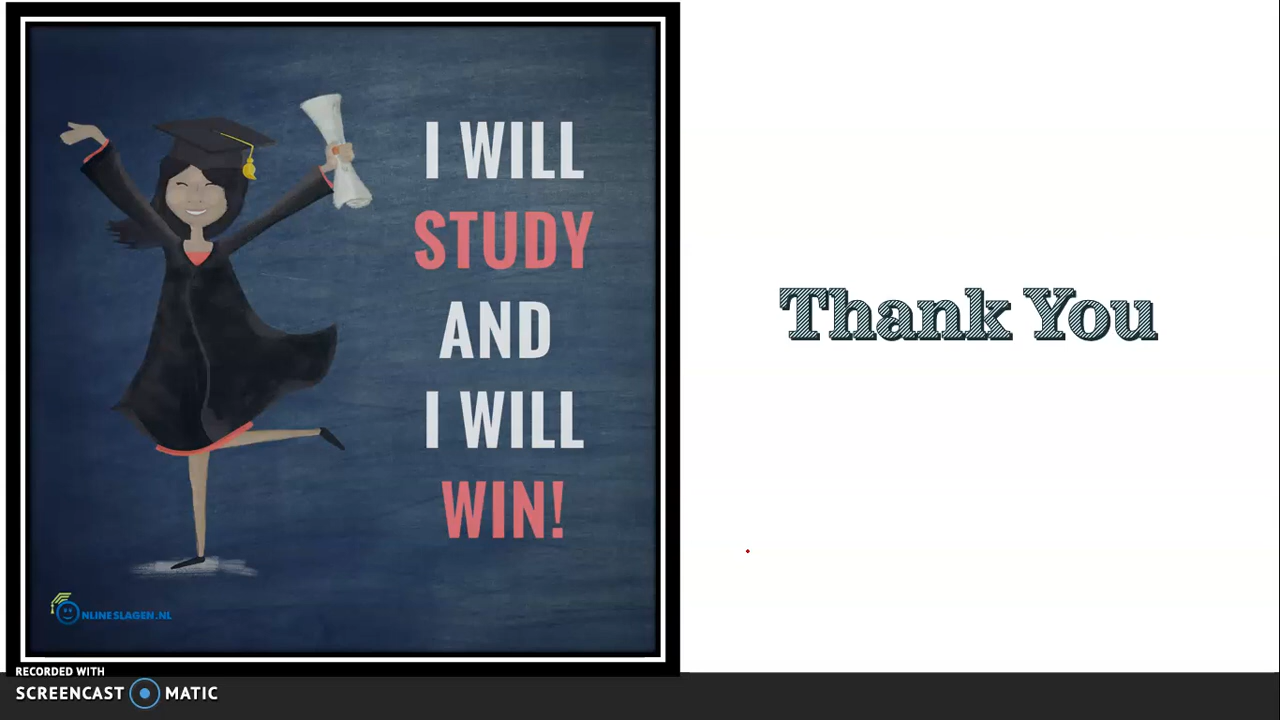 I WILL
STUDY
AND
I WILL
WIN!
NLINESLAGEN.NL
Thank You
RECORDED WITH
SCREENCAST MATIC